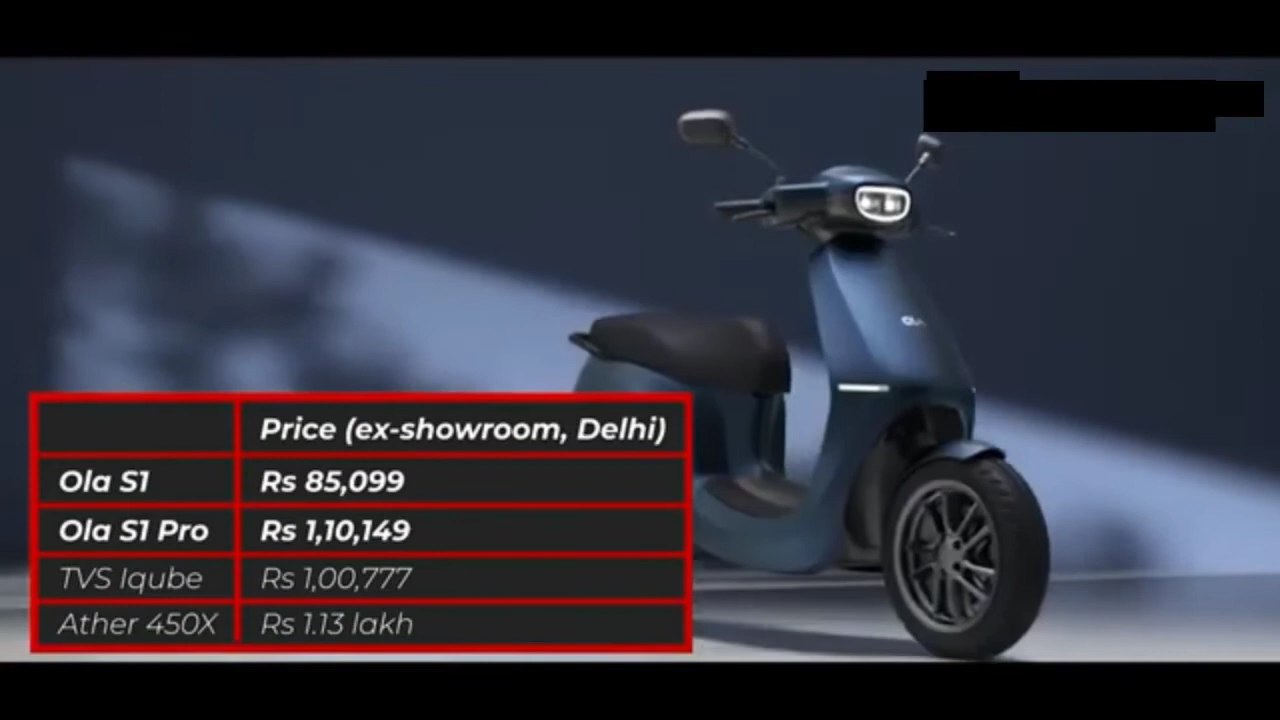 OLA
Price (ex-showroom, Delhi)
Ola S1 Rs 85,099
Ola S1 Pro Rs 1,10,149
TVS Iqube Rs 1,00,777
Ather 450X Rs 1.13 lakh